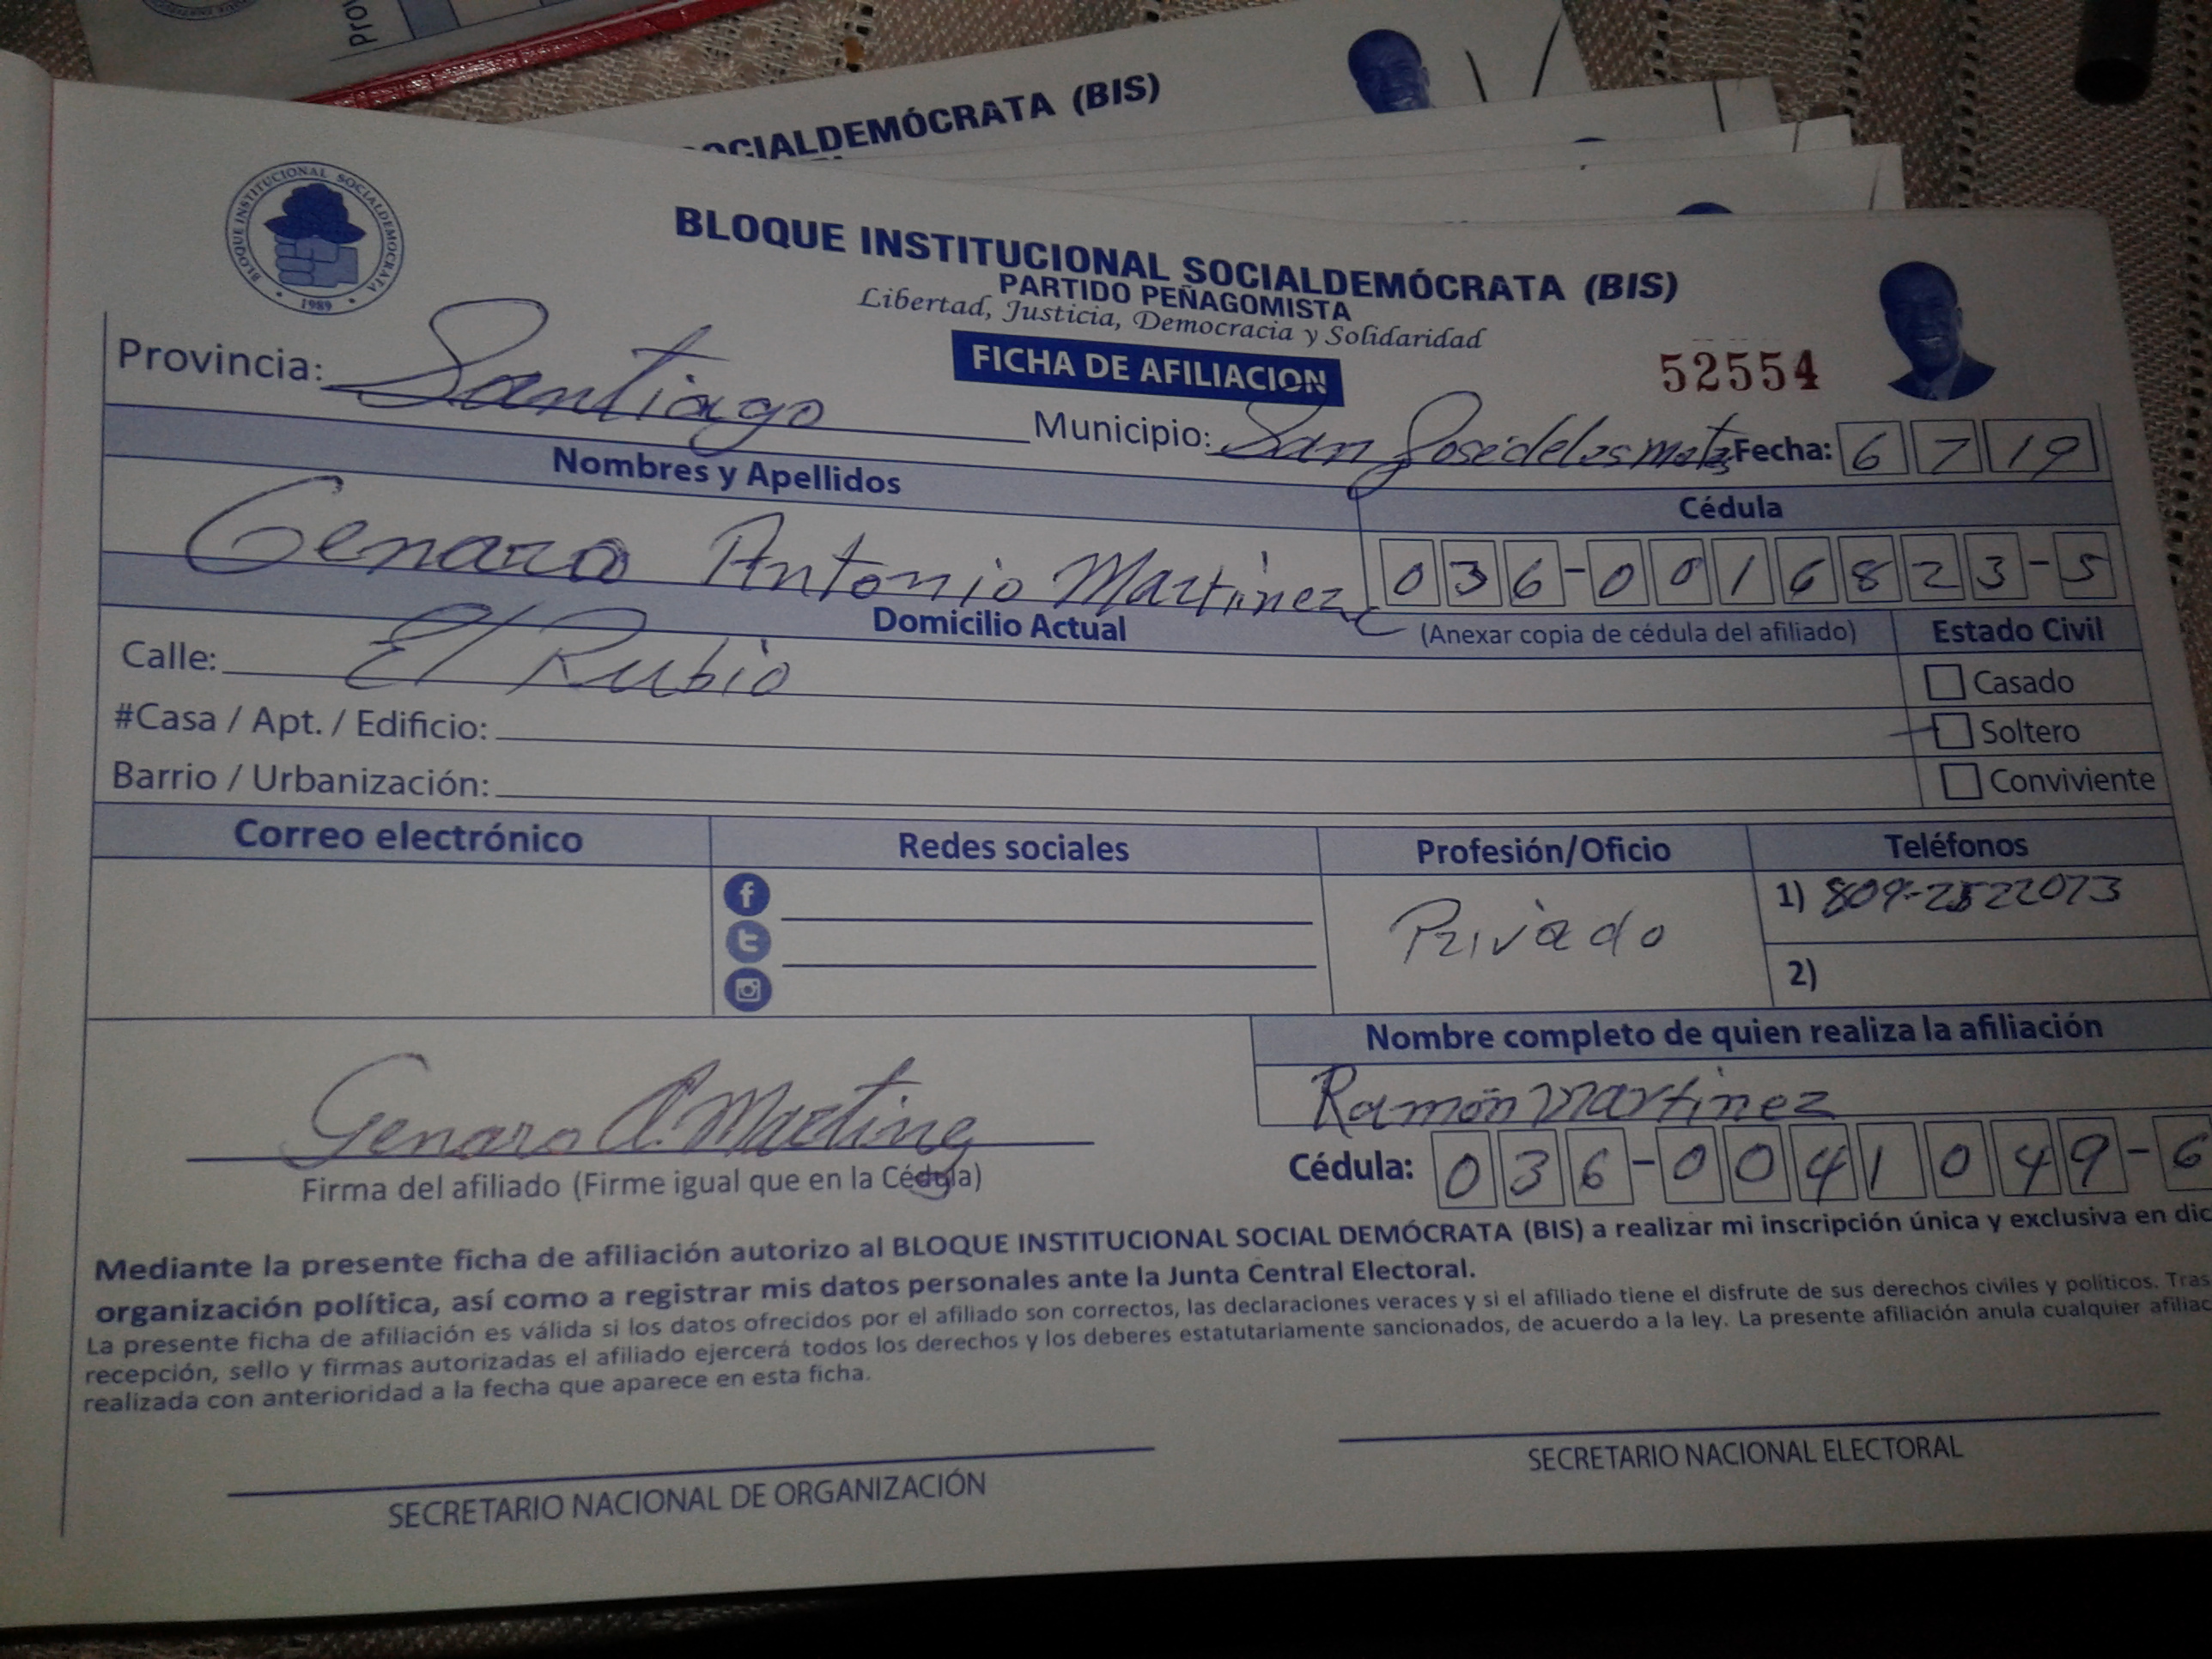 Prov
SOCIALDEMÓCRATA (BIS)
BLOQUE INSTITUCIONAL SOCIALDEMOCRATA
1989
BLOQUE INSTITUCIONAL SOCIALDEMÓCRATA (BIS)
PARTIDO PEÑAGOMISTA
Libertad, Justicia, Democracia y Solidaridad
FICHA DE AFILIACION
52554
Provincia: Santiago Municipio: San José de las matas Fecha: 6 7 19
Nombres y Apellidos Cédula
Genaro Antonio Martinez 036-0016823-5
Domicilio Actual (Anexar copia de cédula del afiliado) Estado Civil
Calle: El Rubio
Casado
#Casa / Apt. / Edificio:
Soltero
Barrio / Urbanización:
Conviviente
Correo electrónico Redes sociales Profesión/Oficio Teléfonos
Privado
1) 809-2522073
2)
Nombre completo de quien realiza la afiliación
Genaro A. Martinez
Ramón Martinez
Firma del afiliado (Firme igual que en la Cédula)
Cédula: 036-0041049-6
Mediante la presente ficha de afiliación autorizo al BLOQUE INSTITUCIONAL SOCIAL DEMÓCRATA (BIS) a realizar mi inscripción única y exclusiva en dic
organización política, así como a registrar mis datos personales ante la Junta Central Electoral.
La presente ficha de afiliación es válida si los datos ofrecidos por el afiliado son correctos, las declaraciones veraces y si el afiliado tiene el disfrute de sus derechos civiles y políticos. Tras
recepción, sello y firmas autorizadas el afiliado ejercerá todos los derechos y los deberes estatutariamente sancionados, de acuerdo a la ley. La presente afiliación anula cualquier afiliac
realizada con anterioridad a la fecha que aparece en esta ficha.
SECRETARIO NACIONAL DE ORGANIZACIÓN
SECRETARIO NACIONAL ELECTORAL